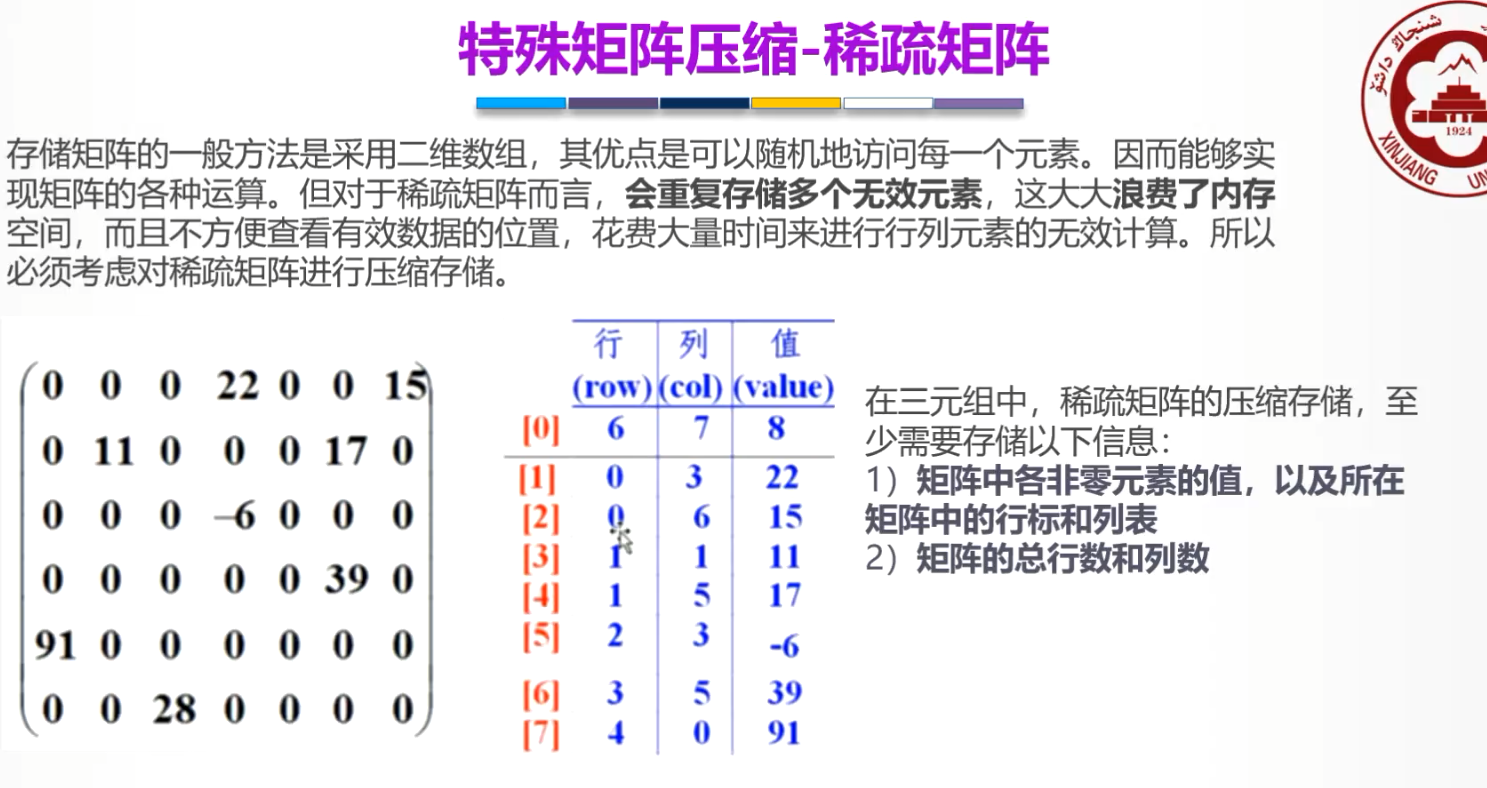 特殊矩阵压缩-稀疏矩阵
存储矩阵的一般方法是采用二维数组，其优点是可以随机地访问每一个元素。因而能够实
现矩阵的各种运算。但对于稀疏矩阵而言，会重复存储多个无效元素，这大大浪费了内存
空间，而且不方便查看有效数据的位置，花费大量时间来进行行列元素的无效计算。所以
必须考虑对稀疏矩阵进行压缩存储。
0 0 0 22 0 0 15
0 11 0 0 0 17 0
0 0 0 –6 0 0 0
0 0 0 0 0 39 0
91 0 0 0 0 0 0
0 0 28 0 0 0 0
行 列 值
(row) (col) (value)
[0] 6 7 8
[1] 0 3 22
[2] 0 6 15
[3] 1 1 11
[4] 1 5 17
[5] 2 3 -6
[6] 3 5 39
[7] 4 0 91
在三元组中，稀疏矩阵的压缩存储，至
少需要存储以下信息：
1）矩阵中各非零元素的值，以及所在
矩阵中的行标和列表
2）矩阵的总行数和列数
1924
XINJIANG UN